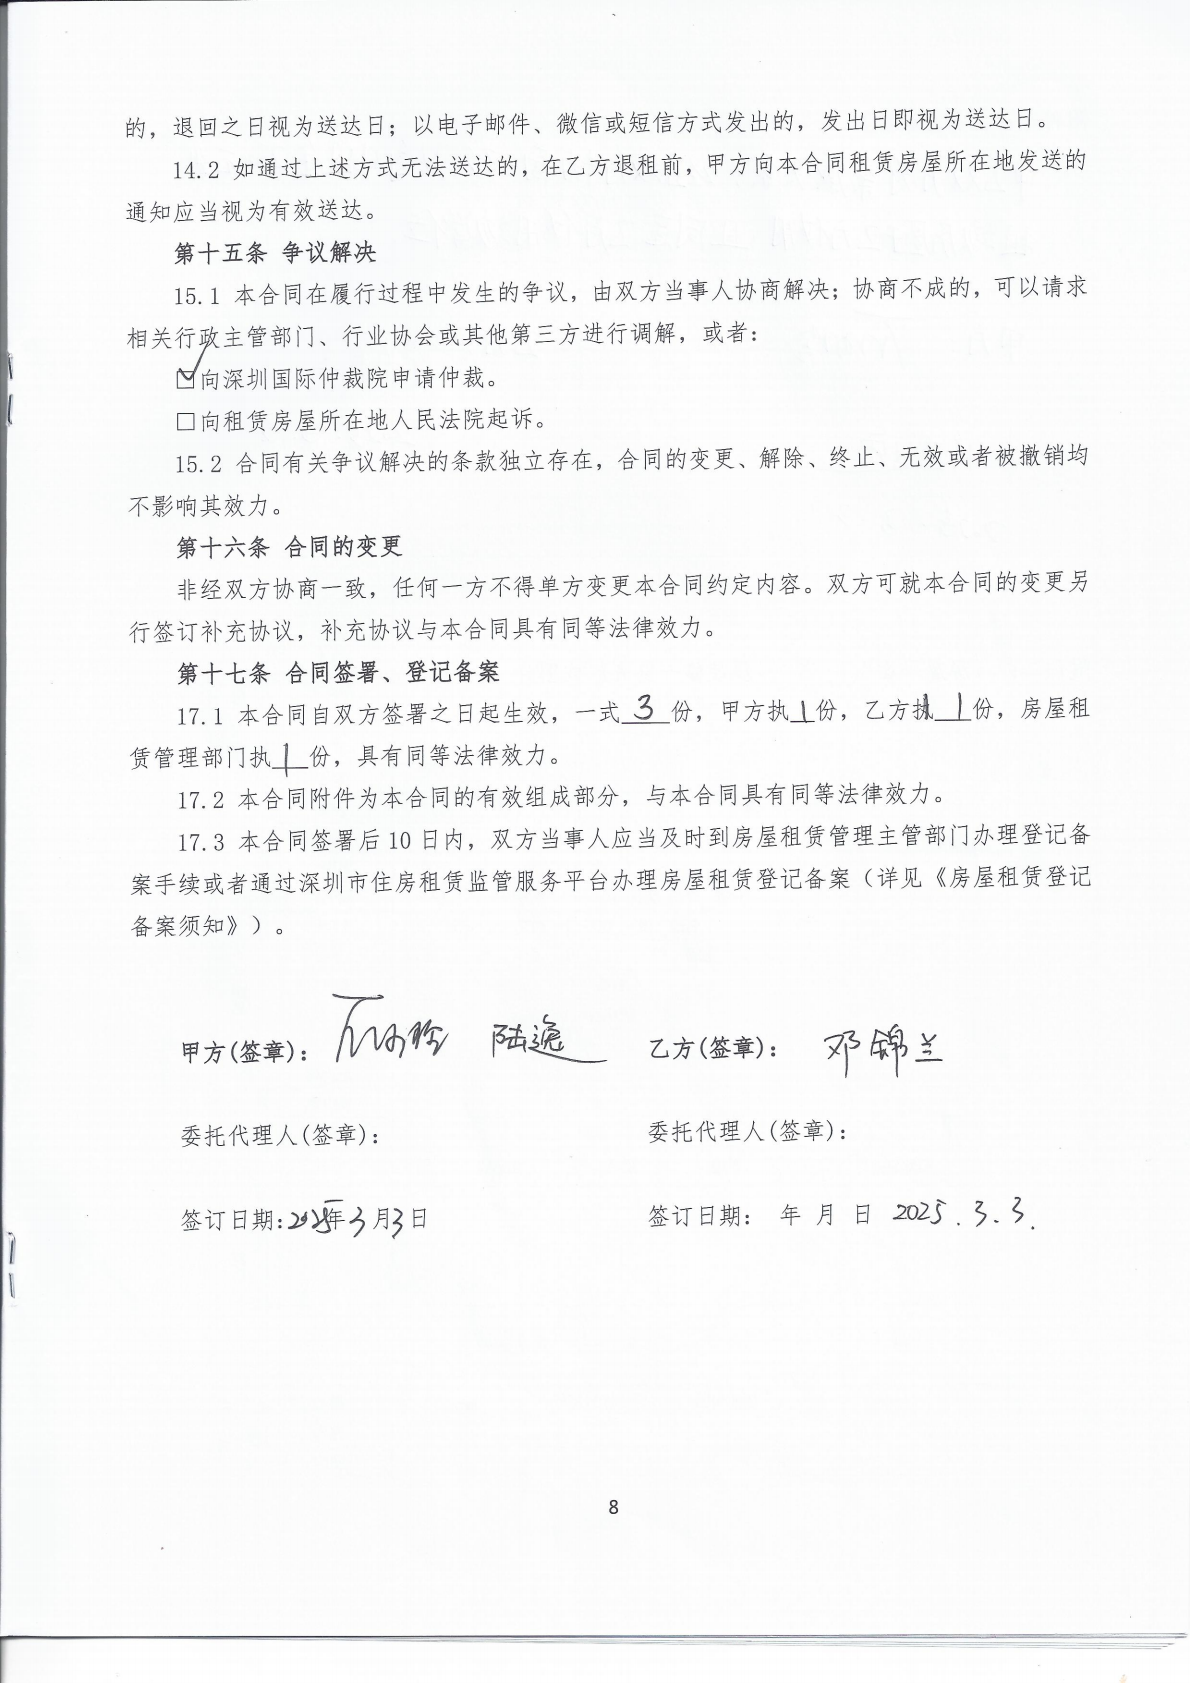 的，退回之日视为送达日；以电子邮件、微信或短信方式发出的，发出日即视为送达日。
14.2 如通过上述方式无法送达的，在乙方退租前，甲方向本合同租赁房屋所在地发送的
通知应当视为有效送达。
第十五条 争议解决
15.1 本合同在履行过程中发生的争议，由双方当事人协商解决；协商不成的，可以请求
相关行政主管部门、行业协会或其他第三方进行调解，或者：
☑向深圳国际仲裁院申请仲裁。
□向租赁房屋所在地人民法院起诉。
15.2 合同有关争议解决的条款独立存在，合同的变更、解除、终止、无效或者被撤销均
不影响其效力。
第十六条 合同的变更
非经双方协商一致，任何一方不得单方变更本合同约定内容。双方可就本合同的变更另
行签订补充协议，补充协议与本合同具有同等法律效力。
第十七条 合同签署、登记备案
17.1 本合同自双方签署之日起生效，一式 3 份，甲方执1份，乙方执 1份，房屋租
赁管理部门执1份，具有同等法律效力。
17.2 本合同附件为本合同的有效组成部分，与本合同具有同等法律效力。
17.3 本合同签署后 10 日内，双方当事人应当及时到房屋租赁管理主管部门办理登记备
案手续或者通过深圳市住房租赁监管服务平台办理房屋租赁登记备案（详见《房屋租赁登记
备案须知》）。
甲方(签章)： 陆逸 乙方(签章)： 邓锦兰
委托代理人(签章)： 委托代理人(签章)：
签订日期:2025年3月3日 签订日期： 年 月 日 2025.3.3.
8